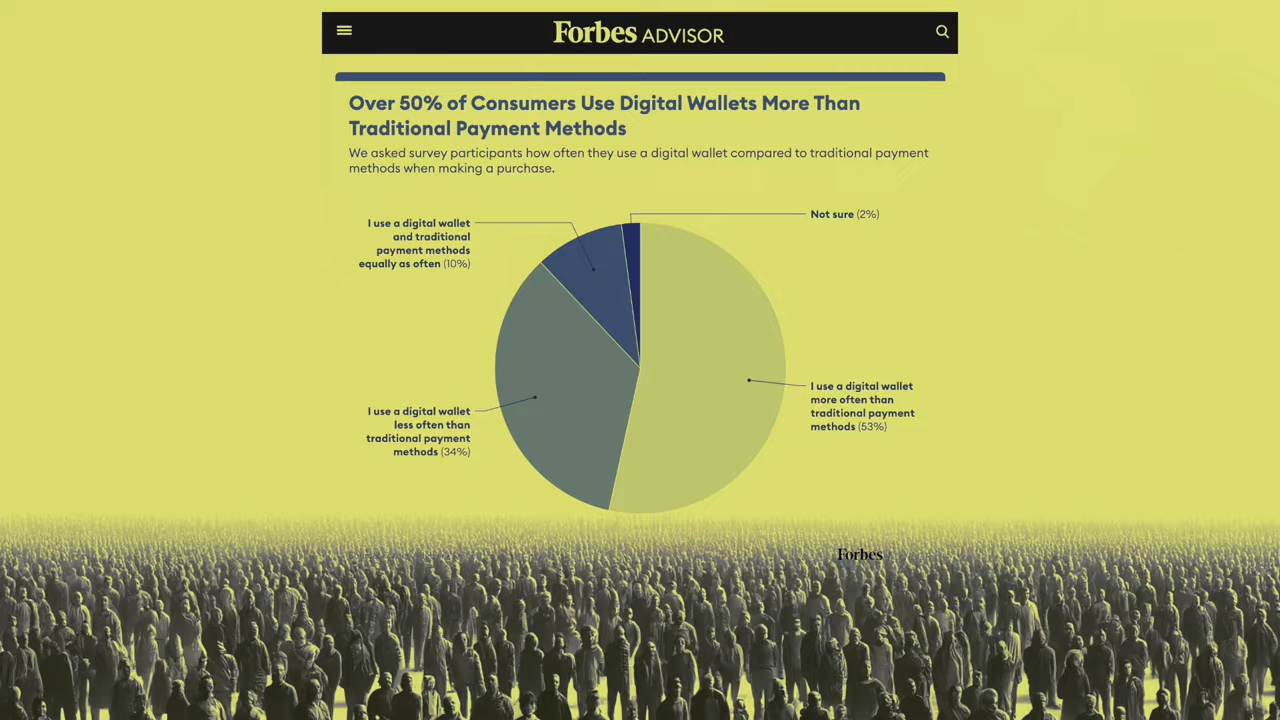 Forbes ADVISOR
Over 50% of Consumers Use Digital Wallets More Than
Traditional Payment Methods
We asked survey participants how often they use a digital wallet compared to traditional payment
methods when making a purchase.
Not sure (2%)
I use a digital wallet
and traditional
payment methods
equally as often (10%)
I use a digital wallet
more often than
traditional payment
methods (53%)
I use a digital wallet
less often than
traditional payment
methods (34%)
Forbes